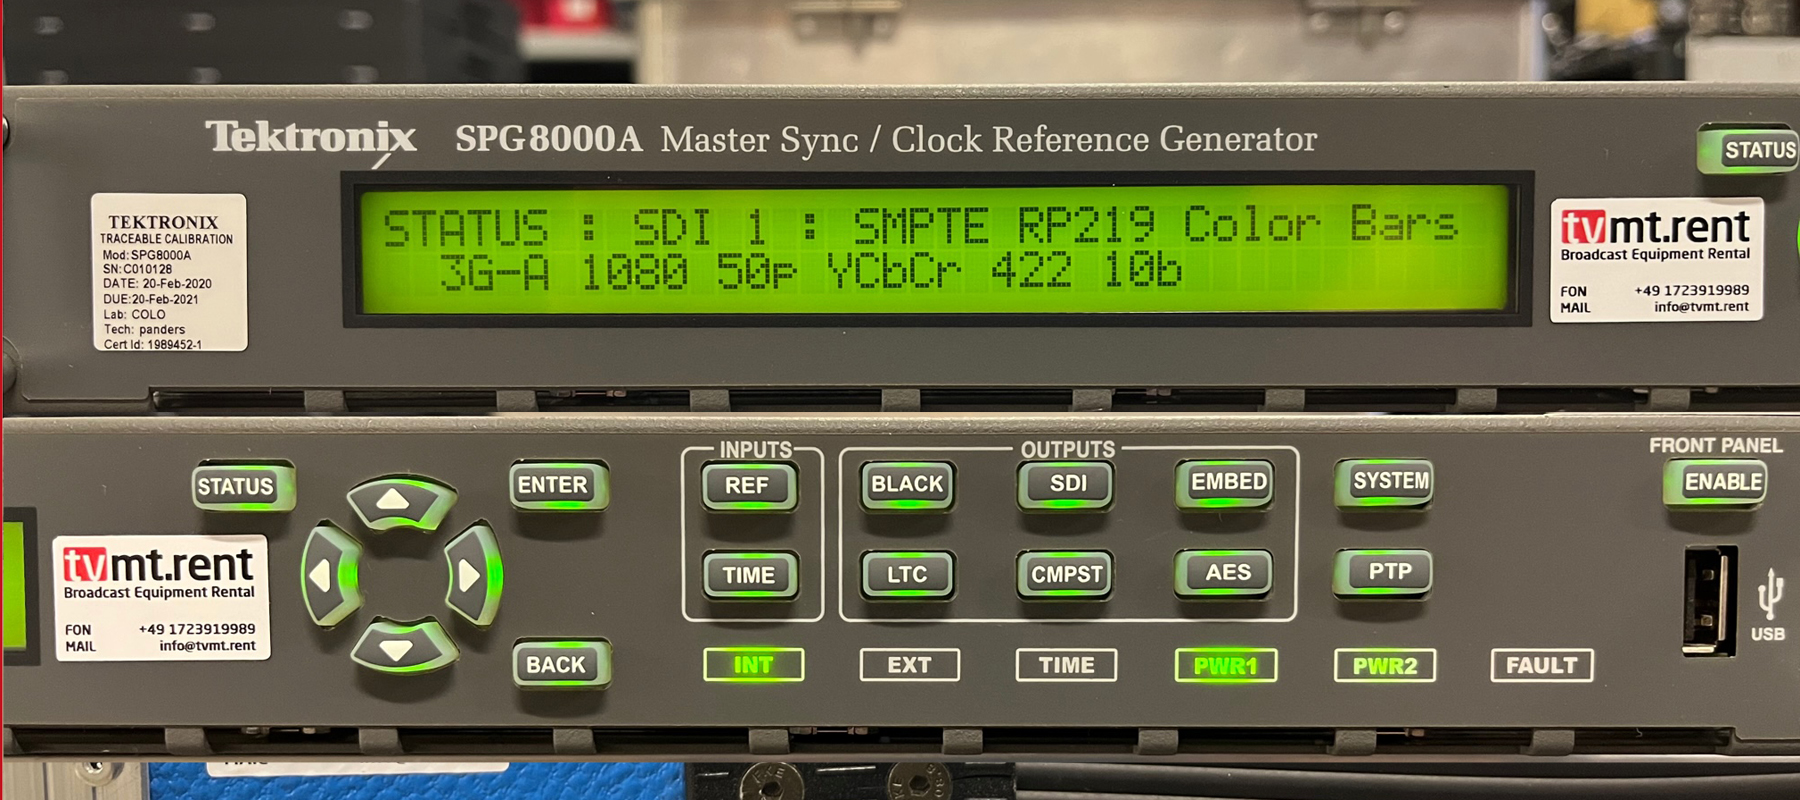 Tektronix SPG8000A Master Sync / Clock Reference Generator
STATUS
TEKTRONIX
TRACEABLE CALIBRATION
Mod:SPG8000A
SN:C010128
DATE: 20-Feb-2020
DUE:20-Feb-2021
Lab: COLO
Tech: panders
Cert Id: 1989452-1
STATUS : SDI 1 : SMPTE RP219 Color Bars
3G-A 1080 50p YCbCr 422 10b
tvmt.rent
Broadcast Equipment Rental
FON +49 1723919989
MAIL info@tvmt.rent
STATUS
ENTER
BACK
tvmt.rent
Broadcast Equipment Rental
FON +49 1723919989
MAIL info@tvmt.rent
INPUTS
REF
TIME
OUTPUTS
BLACK SDI EMBED
LTC CMPST AES
SYSTEM
PTP
FRONT PANEL
ENABLE
USB
INT EXT TIME PWR1 PWR2 FAULT